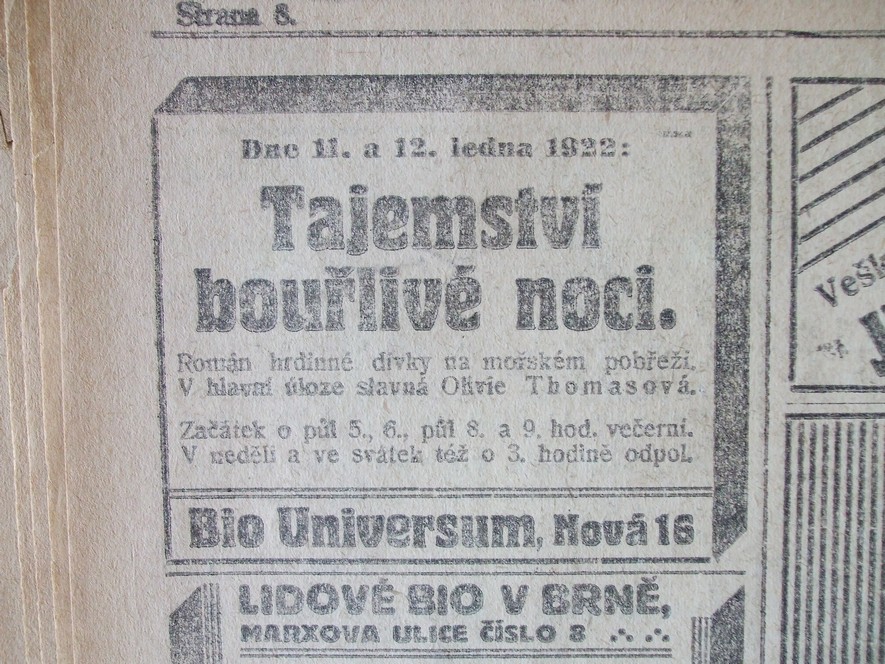 Strana 8.
Dne 11. a 12. ledna 1922:
Tajemství
bouřlivé noci.
Román hrdinné dívky na mořském pobřeží.
V hlavní úloze slavná Olivie Thomasová.
Začátek o půl 5., 6., půl 8. a 9. hod. večerní.
V neděli a ve svátek též o 3. hodině odpol.
Bio Universum, Nová 16
LIDOVÉ BIO V BRNĚ,
MARXOVA ULICE ČÍSLO 8